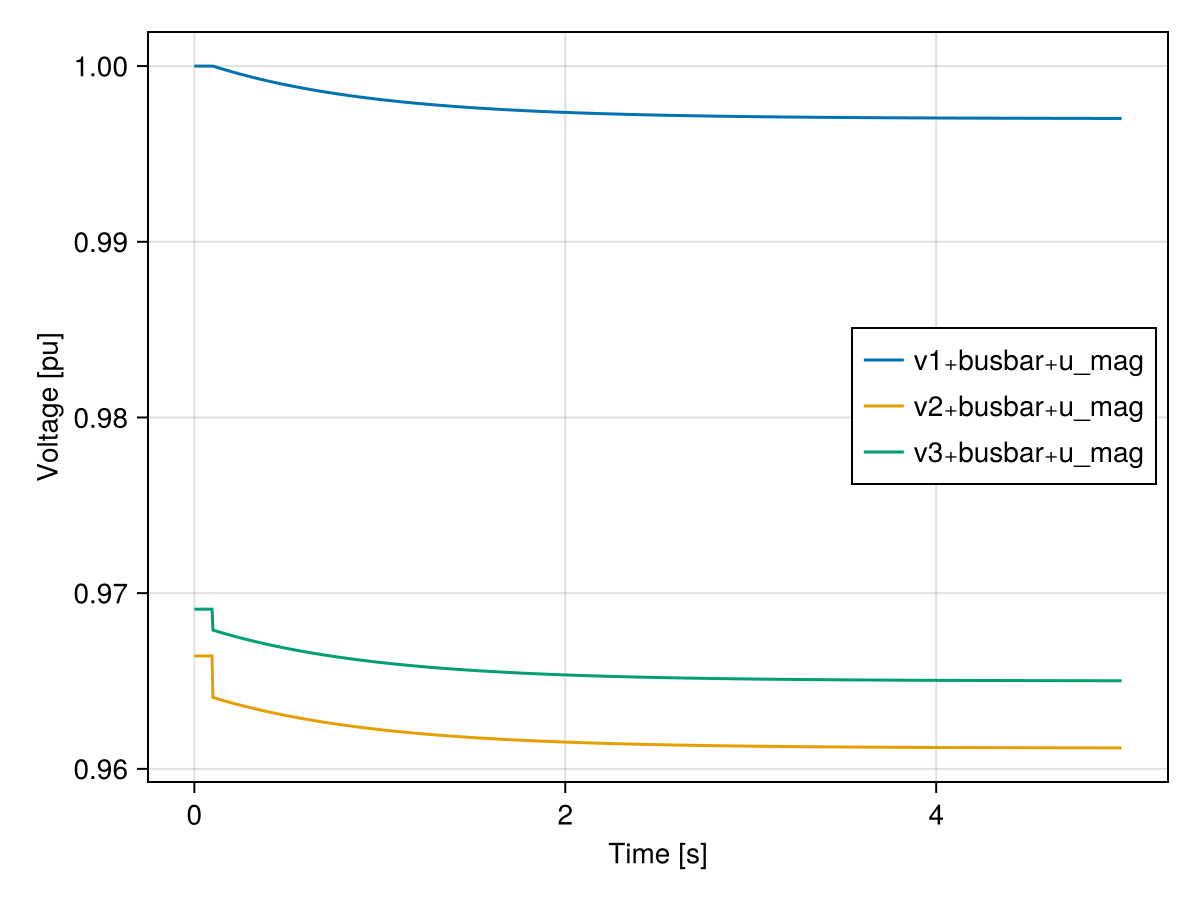 1.00
0.99
0.98
0.97
0.96
Voltage [pu]
v1+busbar+u_mag
v2+busbar+u_mag
v3+busbar+u_mag
0
2
4
Time [s]